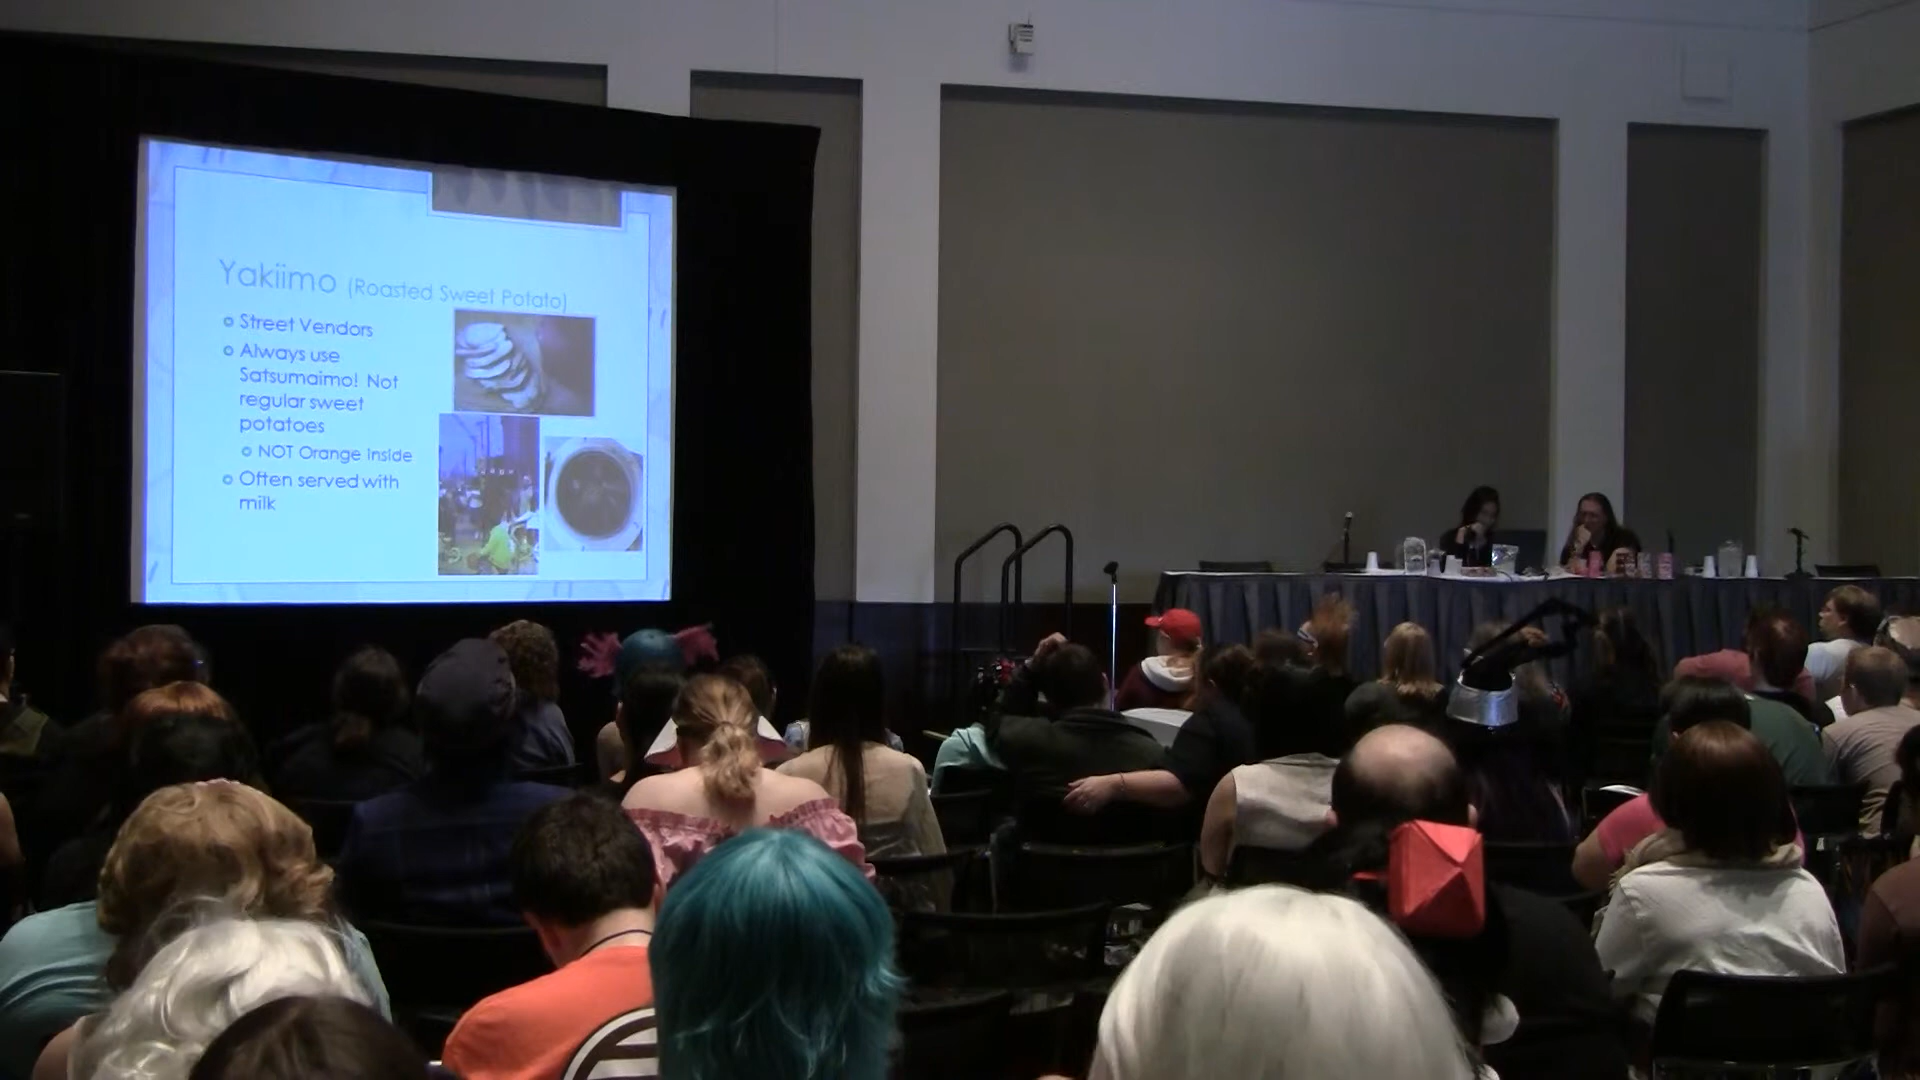 Yakiimo (Roasted Sweet Potato)
Street Vendors
Always use
Satsumaimo! Not
regular sweet
potatoes
NOT Orange inside
Often served with
milk